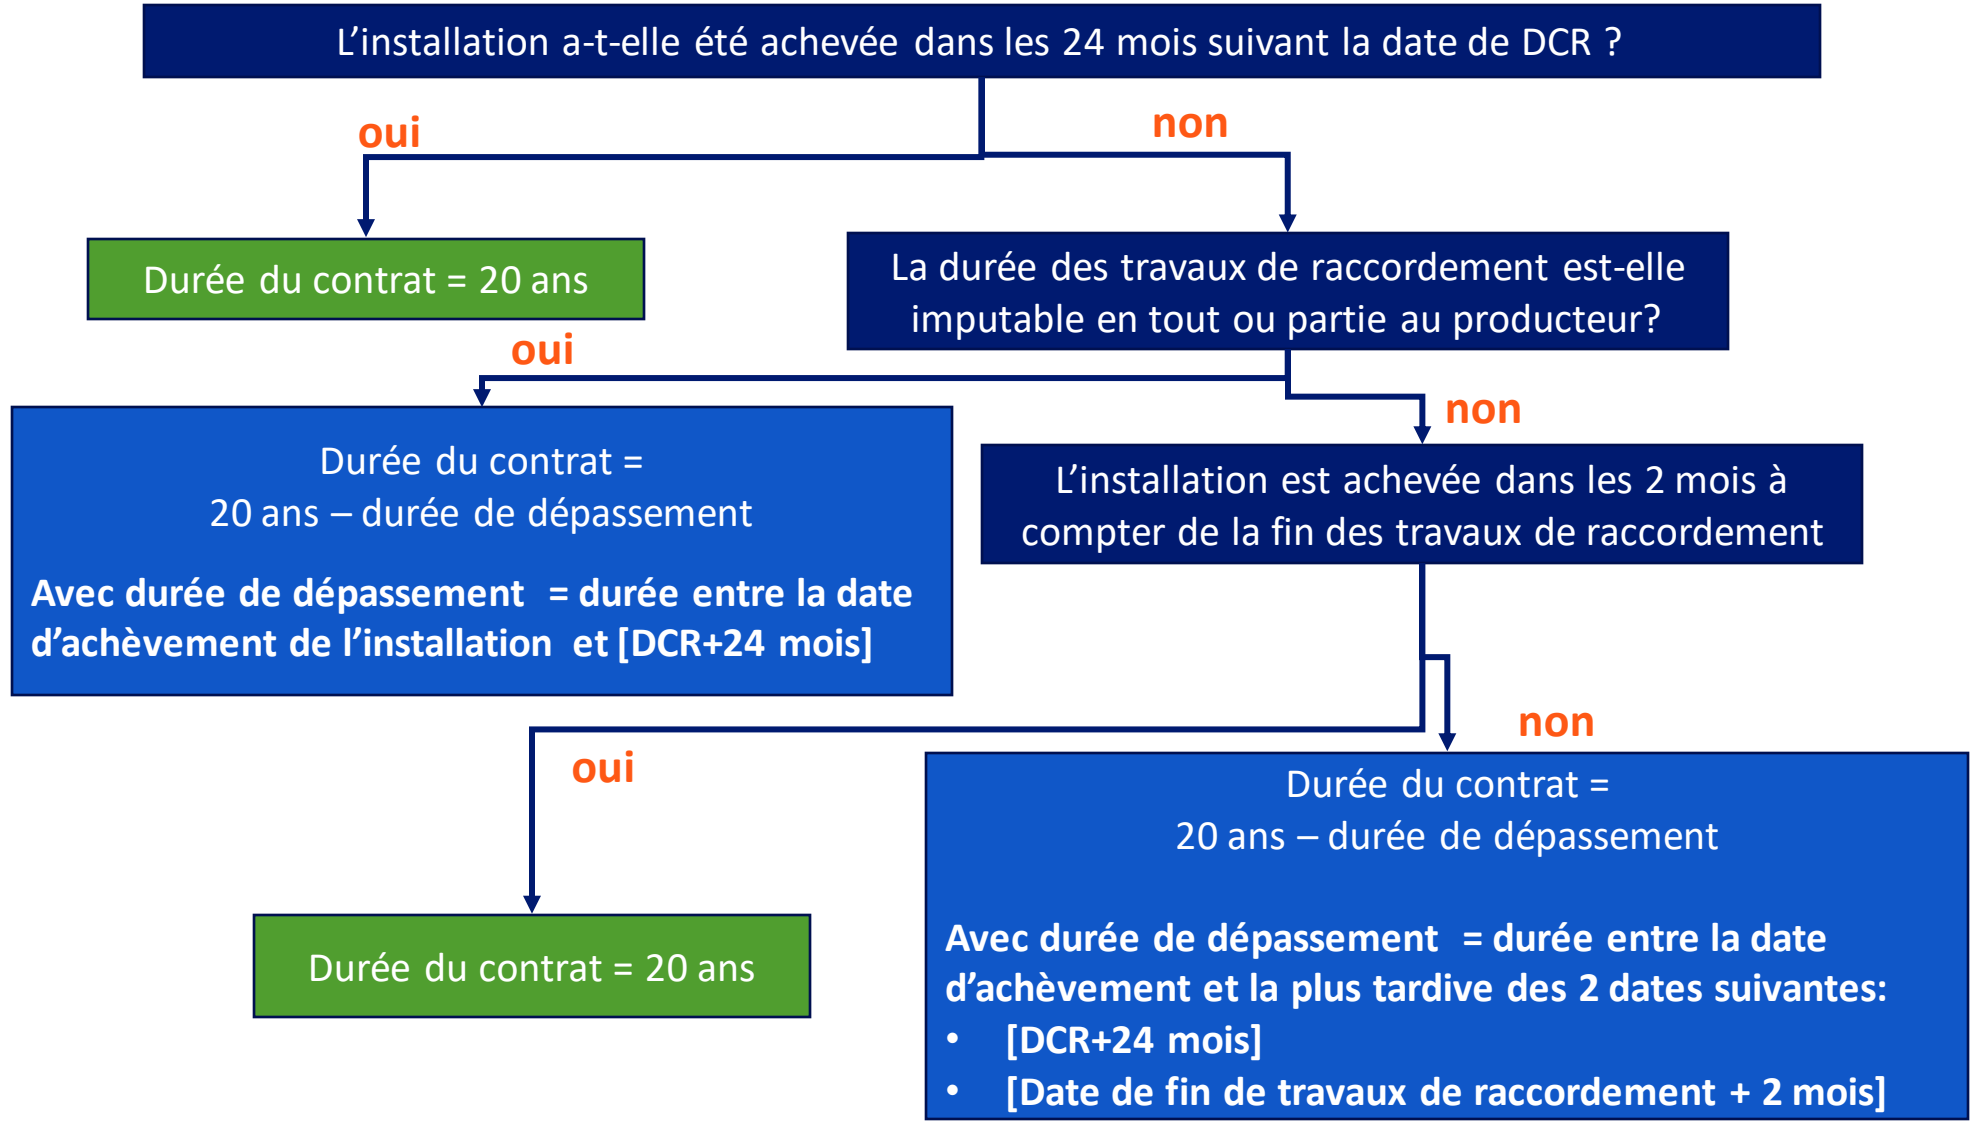 L’installation a-t-elle été achevée dans les 24 mois suivant la date de DCR ?
oui
non
Durée du contrat = 20 ans
La durée des travaux de raccordement est-elle
imputable en tout ou partie au producteur?
oui
non
Durée du contrat =
20 ans – durée de dépassement
Avec durée de dépassement = durée entre la date
d’achèvement de l’installation et [DCR+24 mois]
L’installation est achevée dans les 2 mois à
compter de la fin des travaux de raccordement
oui
non
Durée du contrat = 20 ans
Durée du contrat =
20 ans – durée de dépassement
Avec durée de dépassement = durée entre la date
d’achèvement et la plus tardive des 2 dates suivantes:
• [DCR+24 mois]
• [Date de fin de travaux de raccordement + 2 mois]